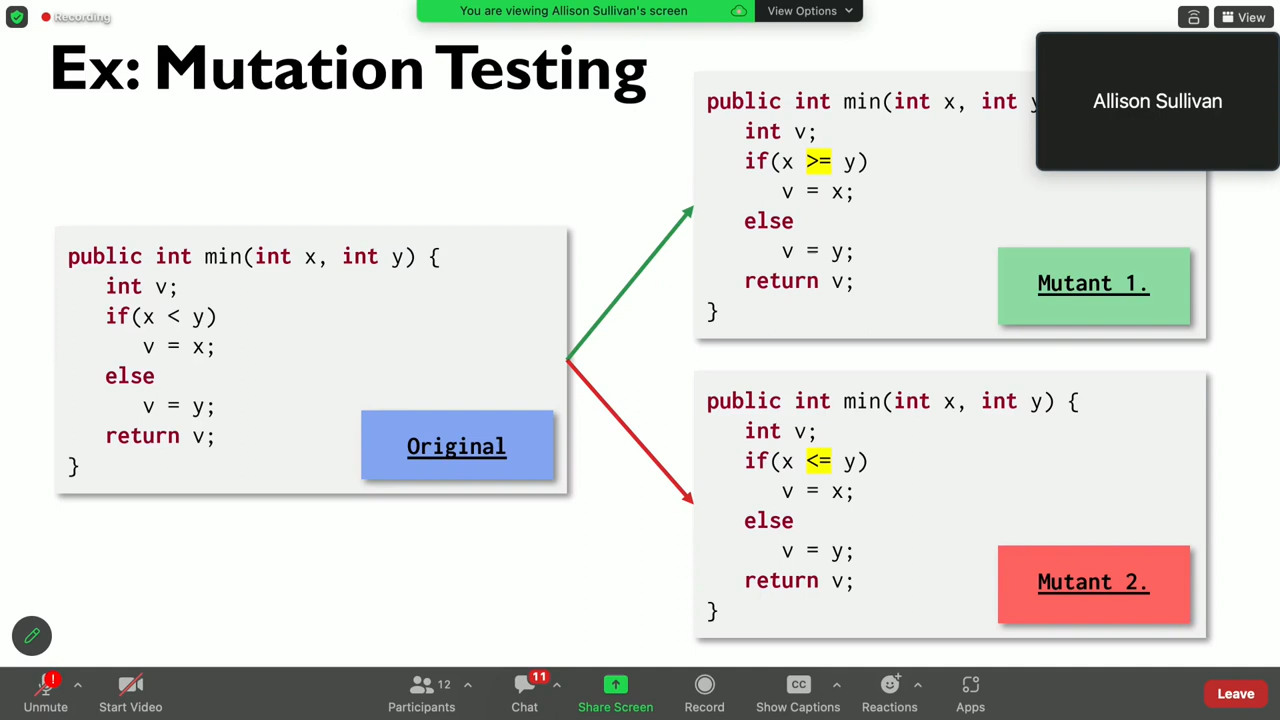 Recording
You are viewing Allison Sullivan's screen
View Options
View
Ex: Mutation Testing
Allison Sullivan
public int min(int x, int y) {
int v;
if(x < y)
v = x;
else
v = y;
return v;
}
Original
public int min(int x, int y
int v;
if(x >= y)
v = x;
else
v = y;
return v;
}
Mutant 1.
public int min(int x, int y) {
int v;
if(x <= y)
v = x;
else
v = y;
return v;
}
Mutant 2.
Unmute
Start Video
12
Participants
11
Chat
Share Screen
Record
CC
Show Captions
Reactions
Apps
Leave